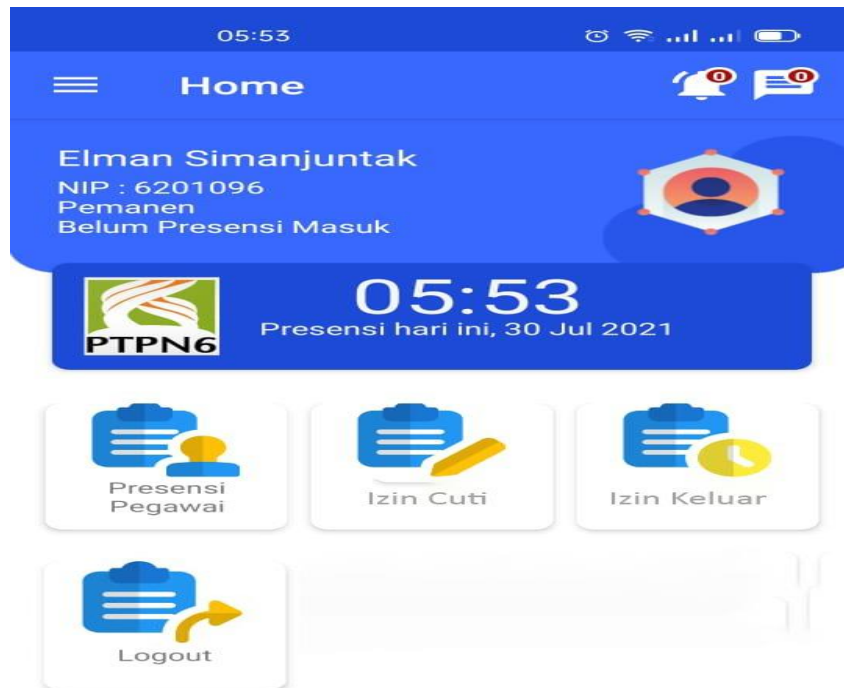 05:53
Home
0
0
Elman Simanjuntak
NIP : 6201096
Pemanen
Belum Presensi Masuk
05:53
Presensi hari ini, 30 Jul 2021
PTPN6
Presensi
Pegawai
Izin Cuti
Izin Keluar
Logout